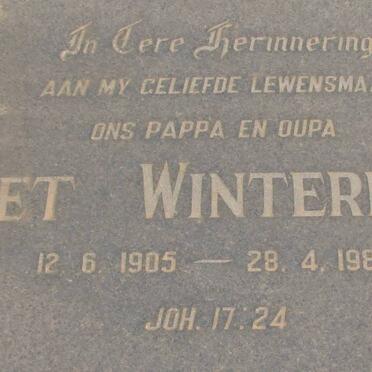 In Tere Herinnering
AAN MY GELIEFDE LEWENSMA
ONS PAPPA EN OUPA
ET WINTER
12. 6. 1905 — 28. 4. 198
JOH. 17:24